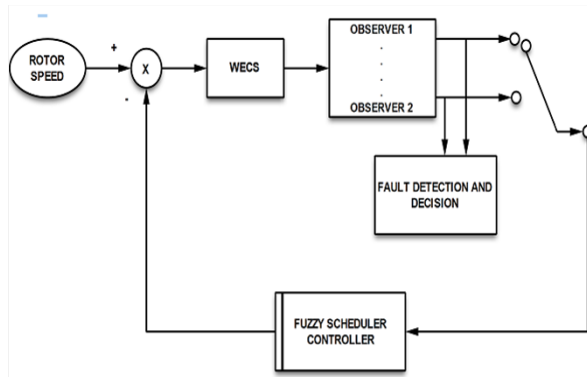 ROTOR
SPEED
+
-
X
WECS
OBSERVER 1
.
.
.
.
OBSERVER 2
FAULT DETECTION AND
DECISION
FUZZY SCHEDULER
CONTROLLER